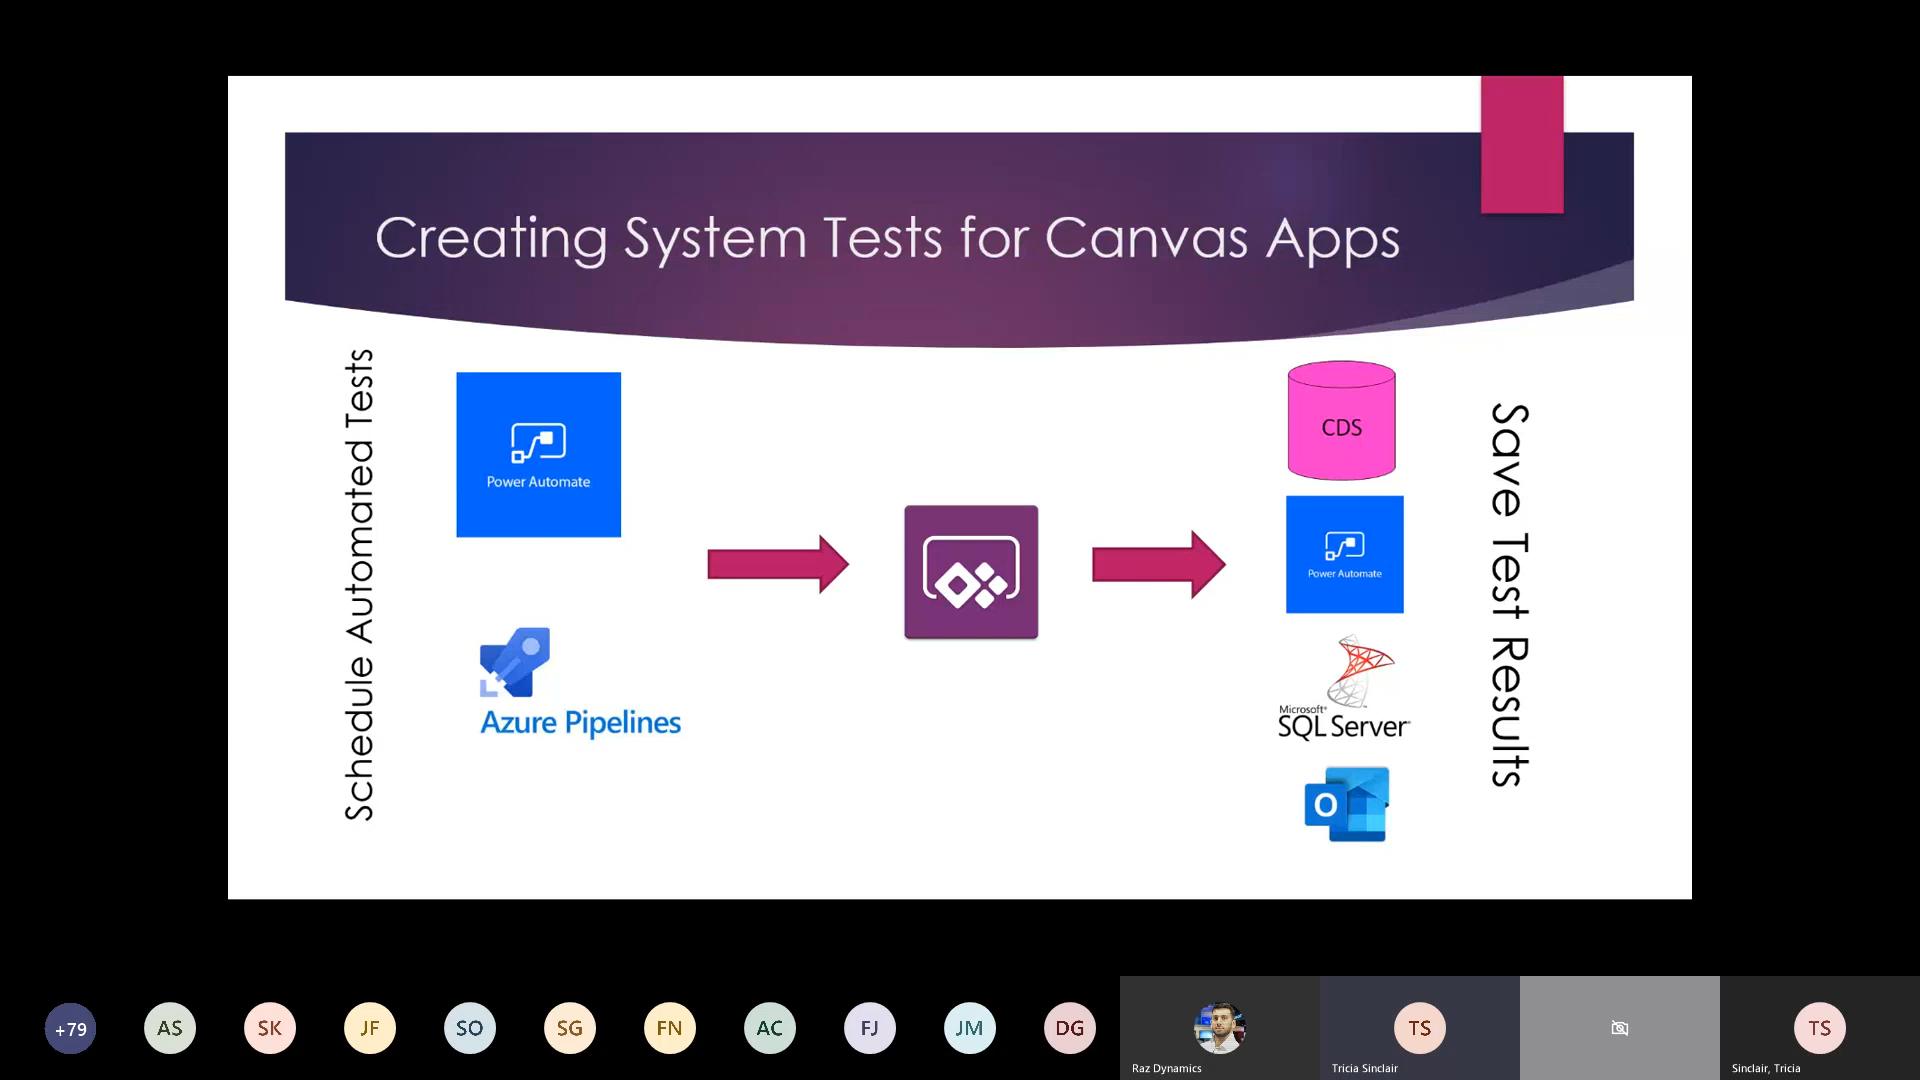 Creating System Tests for Canvas Apps
Schedule Automated Tests
Power Automate
Azure Pipelines
CDS
Power Automate
Microsoft®
SQL Server
O
Save Test Results
+79
AS
SK
JF
SO
SG
FN
AC
FJ
JM
DG
Raz Dynamics
TS
Tricia Sinclair
TS
Sinclair, Tricia